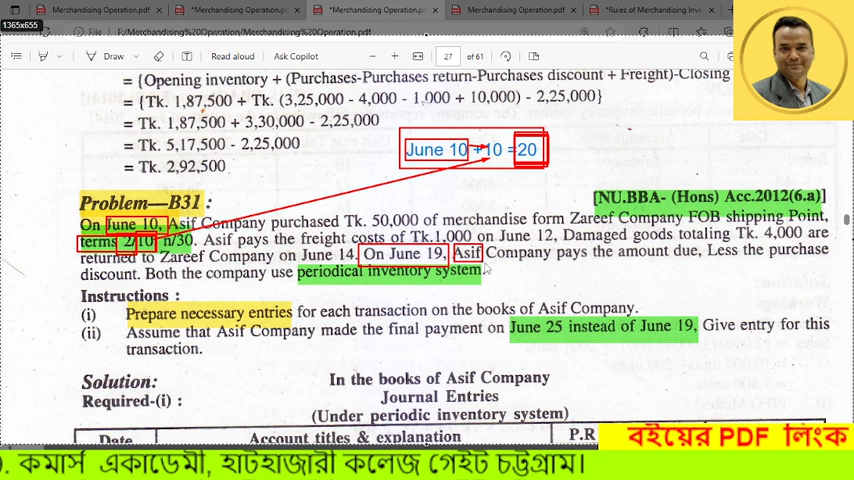 Merchandising Operation.pdf
*Merchandising Operation.pdf
*Merchandising Operation.pdf
Merchandising Operation.pdf
*Rules of Merchandising Inv
1365x655
File
F:/Merchandising%20Operation/Merchandising%20Operation.pdf
Draw
Read aloud
Ask Copilot
27 of 61
= {Opening inventory + (Purchases-Purchases return-Purchases discount + Freight)-Closing
= {Tk. 1,87,500 + Tk. (3,25,000 - 4,000 - 1,000 + 10,000) - 2,25,000}
= Tk. 1,87,500 + 3,30,000 - 2,25,000
= Tk. 5,17,500 - 2,25,000
= Tk. 2,92,500
June 10 +10 =20
Problem—B31 :
[NU.BBA- (Hons) Acc.2012(6.a)]
On June 10, Asif Company purchased Tk. 50,000 of merchandise form Zareef Company FOB shipping Point,
terms 2/10 n/30. Asif pays the freight costs of Tk.1,000 on June 12, Damaged goods totaling Tk. 4,000 are
returned to Zareef Company on June 14. On June 19, Asif Company pays the amount due, Less the purchase
discount. Both the company use periodical inventory system.
Instructions :
(i) Prepare necessary entries for each transaction on the books of Asif Company.
(ii) Assume that Asif Company made the final payment on June 25 instead of June 19, Give entry for this
transaction.
Solution:
In the books of Asif Company
Required-(i):
Journal Entries
(Under periodic inventory system)
Date
Account titles & explanation
P.R
বইয়ের PDF লিংক
কমার্স একাডেমী, হাটহাজারী কলেজ গেইট চট্টগ্রাম।